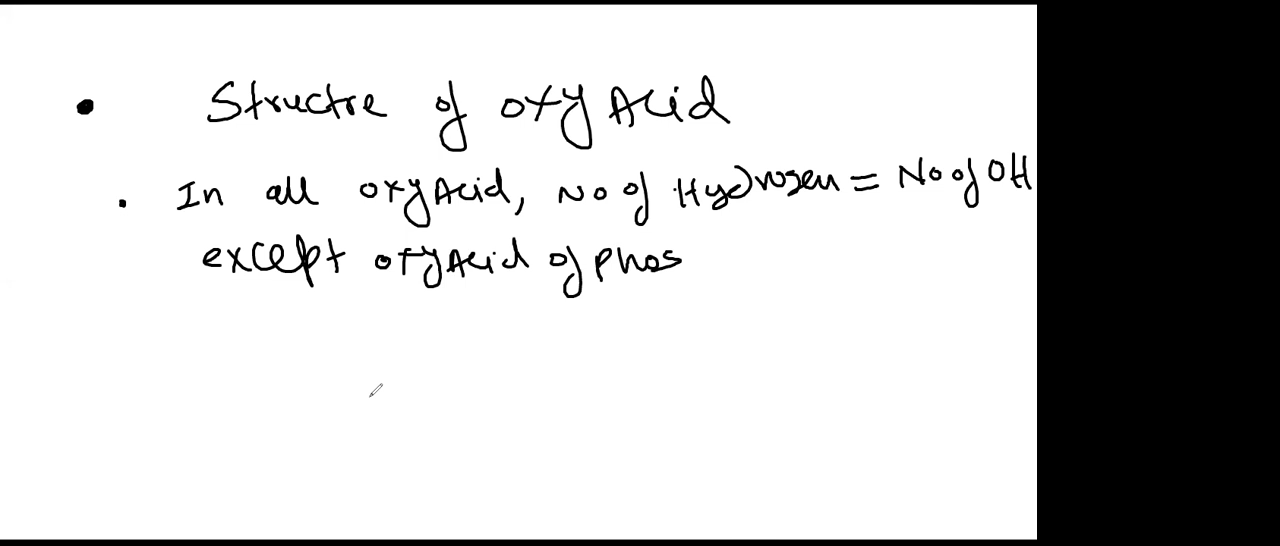 • Structre of oxy Acid
. In all oxyAcid, No of Hydrogen = No of OH
except oxyAcid of phos